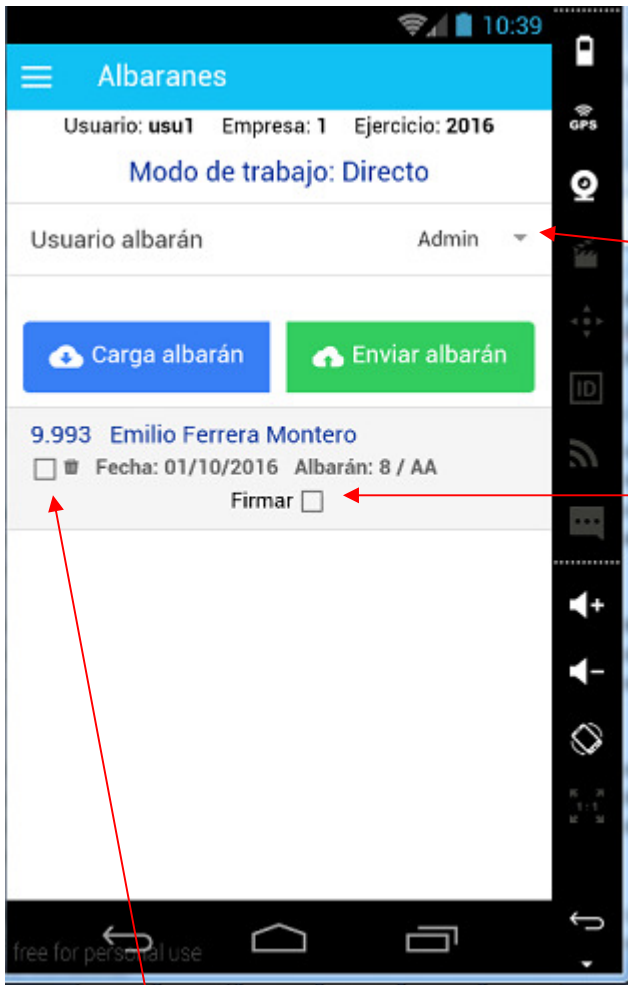 10:39
Albaranes
Usuario: usu1 Empresa: 1 Ejercicio: 2016
Modo de trabajo: Directo
Usuario albarán Admin
Carga albarán Enviar albarán
9.993 Emilio Ferrera Montero
Fecha: 01/10/2016 Albarán: 8 / AA
Firmar
free for personal use
GPS
ID
1:1